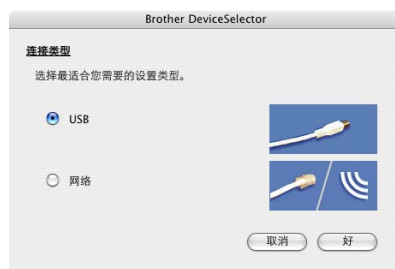 Brother DeviceSelector
连接类型
选择最适合您需要的设置类型。
USB
网络
取消
好